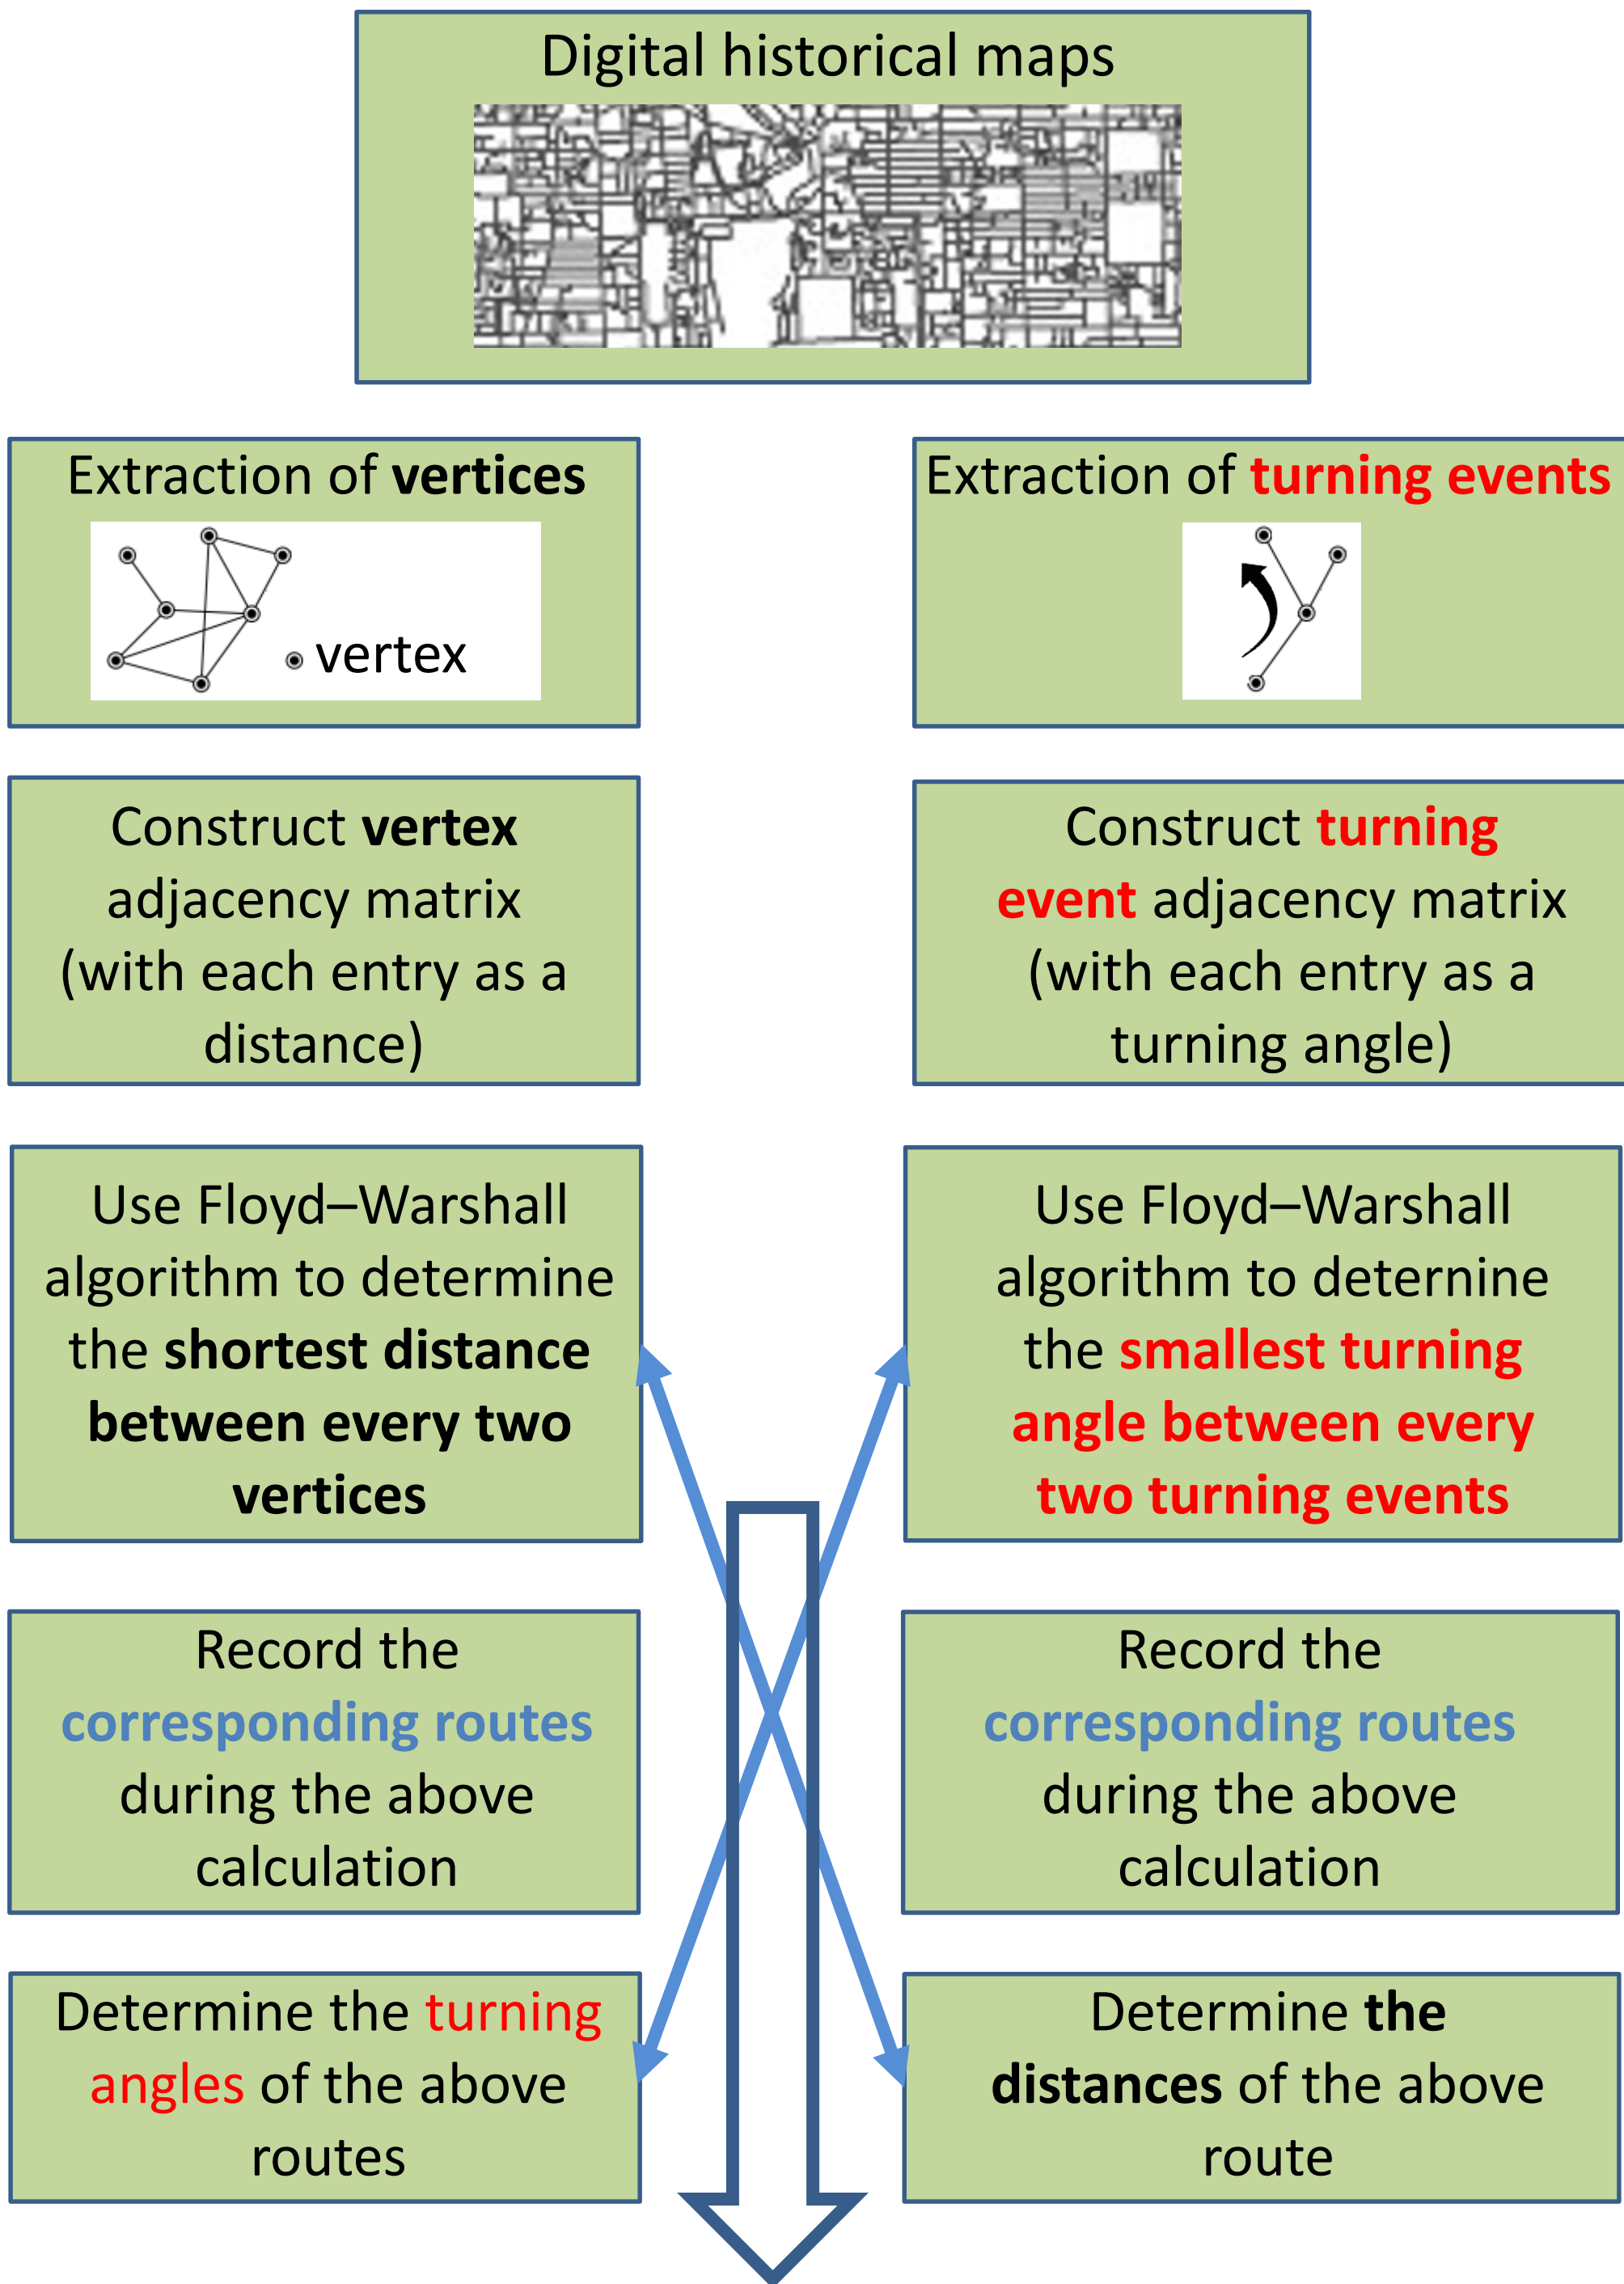 Digital historical maps
Extraction of vertices
vertex
Extraction of turning events
Construct vertex
adjacency matrix
(with each entry as a
distance)
Construct turning
event adjacency matrix
(with each entry as a
turning angle)
Use Floyd–Warshall
algorithm to determine
the shortest distance
between every two
vertices
Use Floyd–Warshall
algorithm to deternine
the smallest turning
angle between every
two turning events
Record the
corresponding routes
during the above
calculation
Record the
corresponding routes
during the above
calculation
Determine the turning
angles of the above
routes
Determine the
distances of the above
route